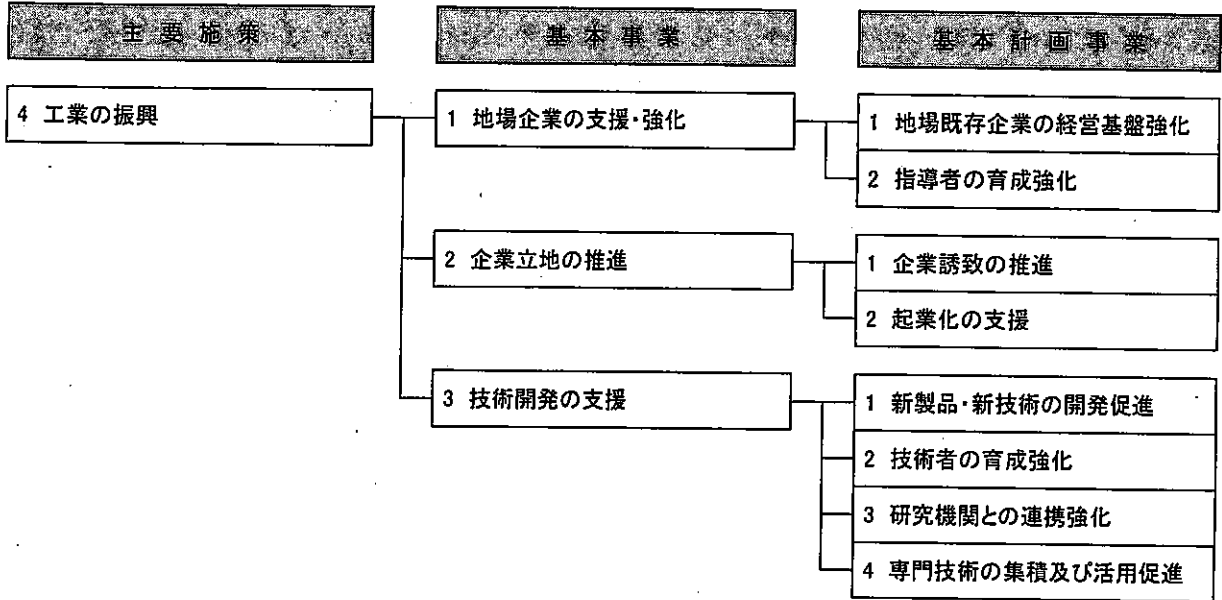 主要施策
基本事業
基本計画事業
4 工業の振興
1 地場企業の支援・強化
1 地場既存企業の経営基盤強化
2 指導者の育成強化
2 企業立地の推進
1 企業誘致の推進
2 起業化の支援
3 技術開発の支援
1 新製品・新技術の開発促進
2 技術者の育成強化
3 研究機関との連携強化
4 専門技術の集積及び活用促進